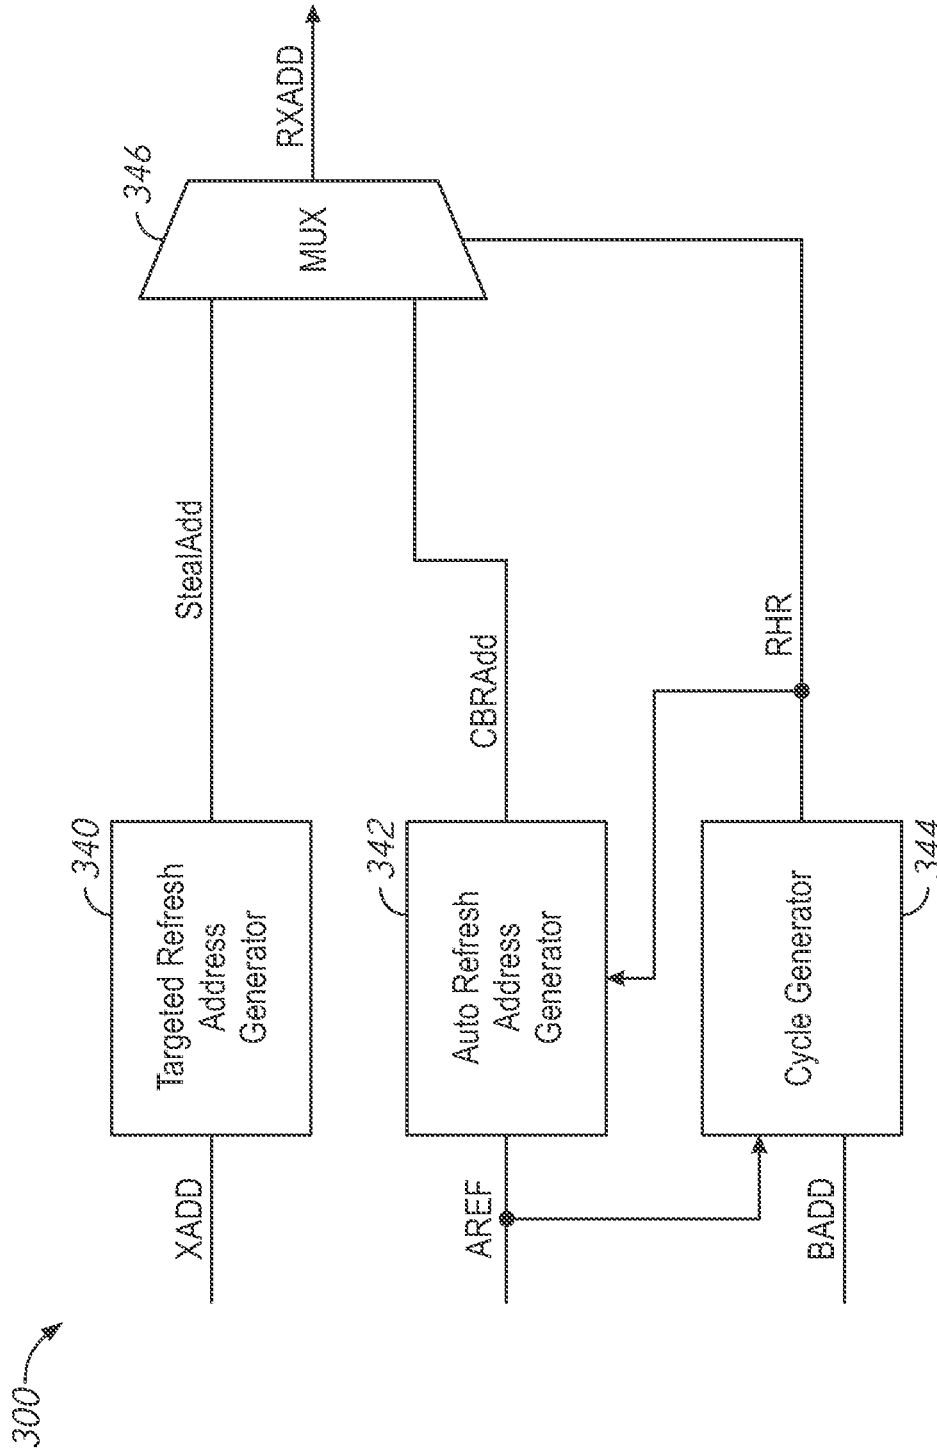 300
XADD
Targeted Refresh
Address
Generator
340
StealAdd
AREF
Auto Refresh
Address
Generator
342
CBRAdd
BADD
Cycle Generator
344
RHR
MUX
346
RXADD